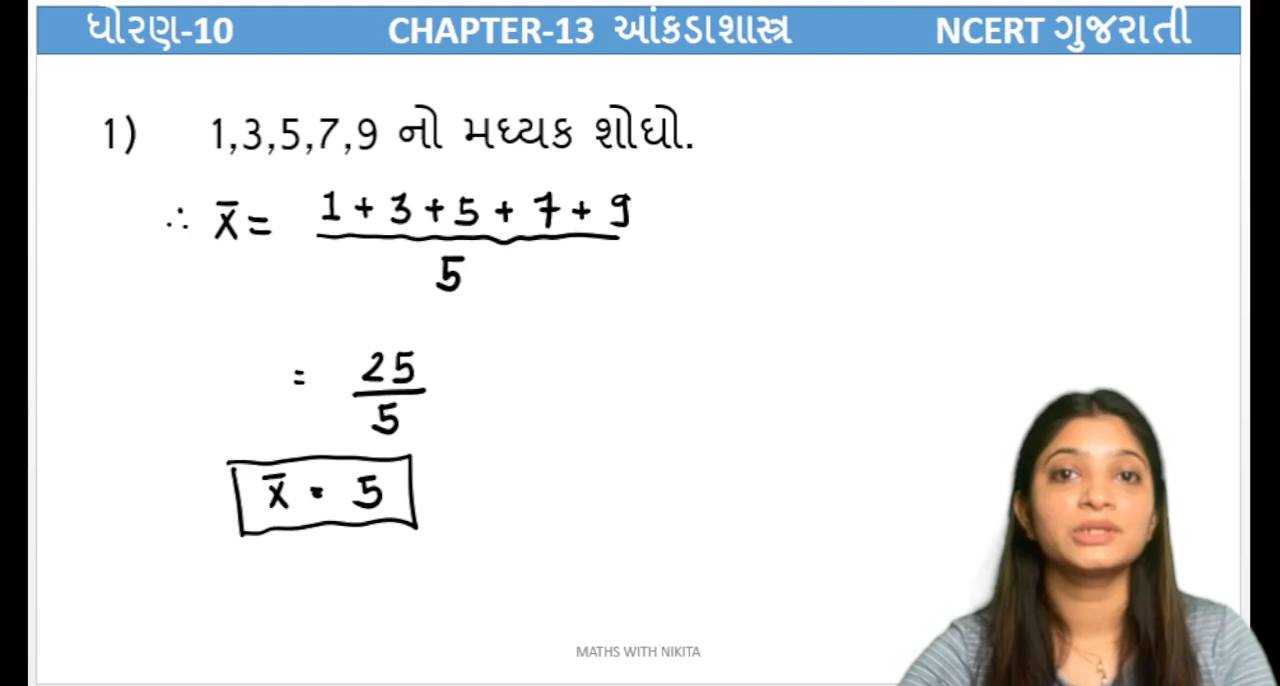 ધોરણ-10 CHAPTER-13 આંકડાશાસ્ત્ર NCERT ગુજરાતી
1) 1,3,5,7,9 નો મધ્યક શોધો.
∴ x̄ = 1 + 3 + 5 + 7 + 9
5
= 25
5
x̄ = 5
MATHS WITH NIKITA